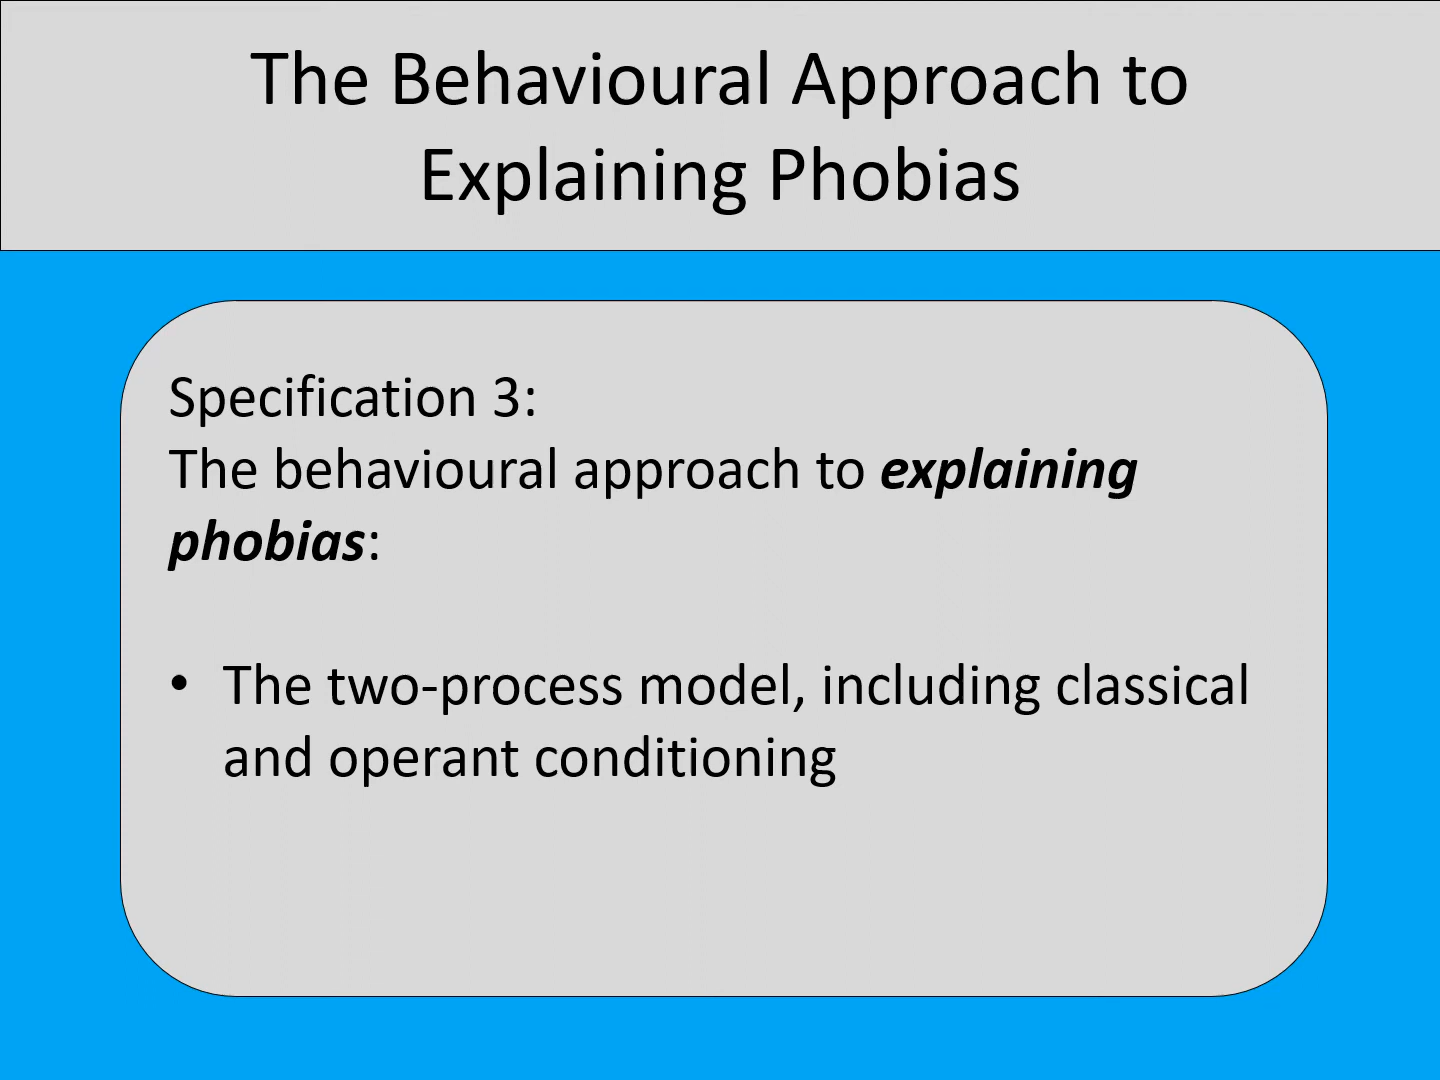 The Behavioural Approach to
Explaining Phobias
Specification 3:
The behavioural approach to explaining
phobias:
• The two-process model, including classical
and operant conditioning